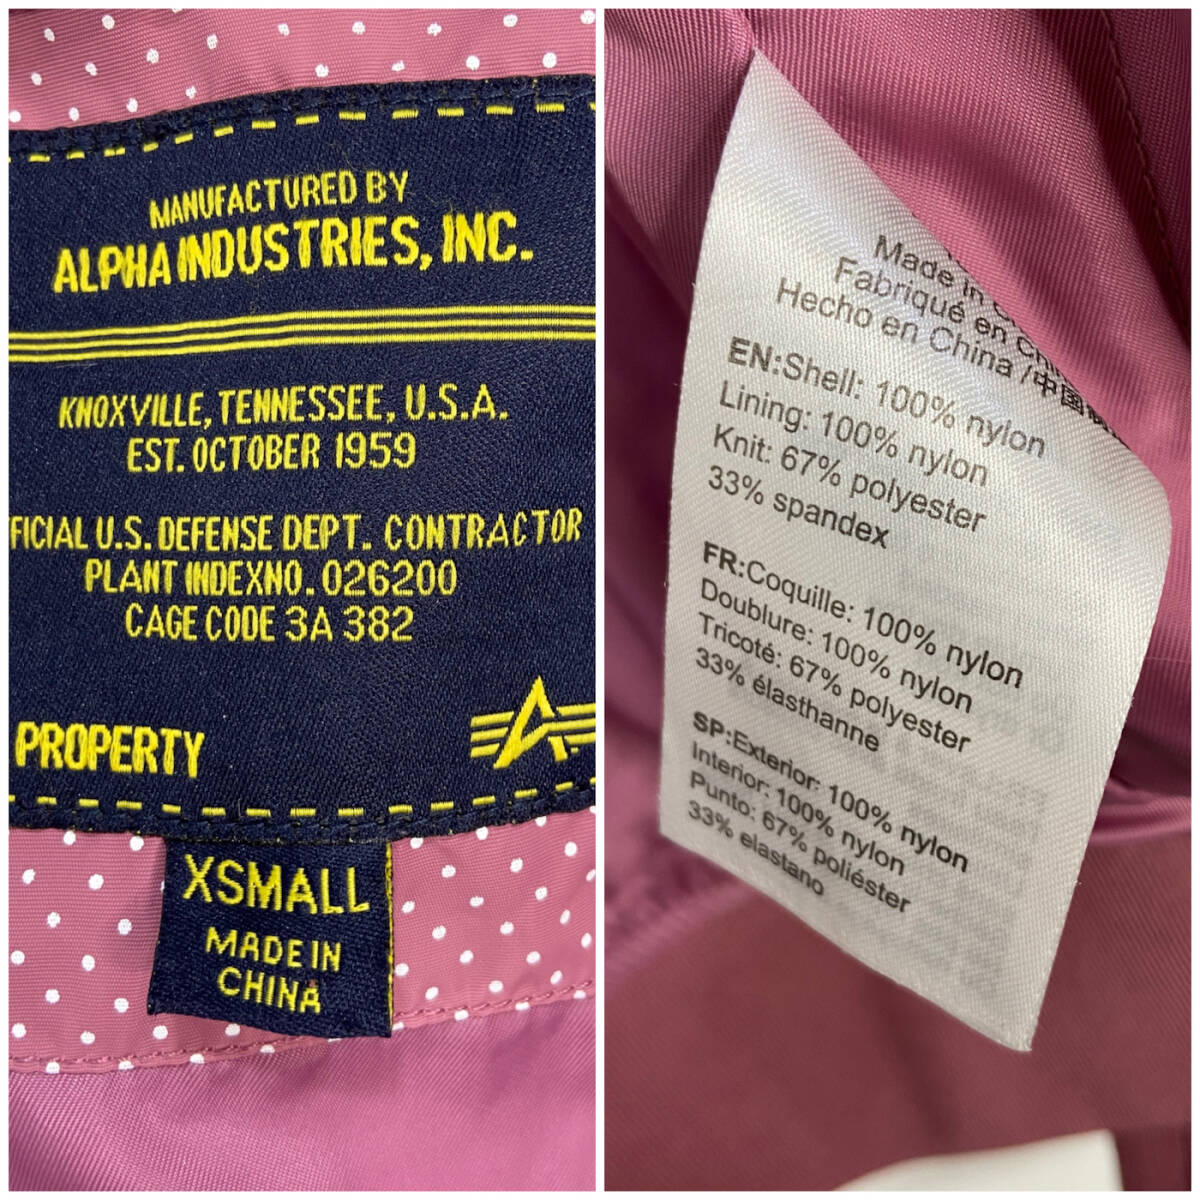 MANUFACTURED BY
ALPHA INDUSTRIES, INC.
KNOXVILLE, TENNESSEE, U.S.A.
EST. OCTOBER 1959
FICIAL U.S. DEFENSE DEPT. CONTRACTOR
PLANT INDEXNO. 026200
CAGE CODE 3A 382
PROPERTY
XSMALL
MADE IN
CHINA
Made in C
Fabriqué en Chi
Hecho en China /中国
EN:Shell: 100% nylon
Lining: 100% nylon
Knit: 67% polyester
33% spandex
FR:Coquille: 100% nylon
Doublure: 100% nylon
Tricoté: 67% polyester
33% élasthanne
SP:Exterior: 100% nylon
Interior: 100% nylon
Punto: 67% poliéster
33% elastano